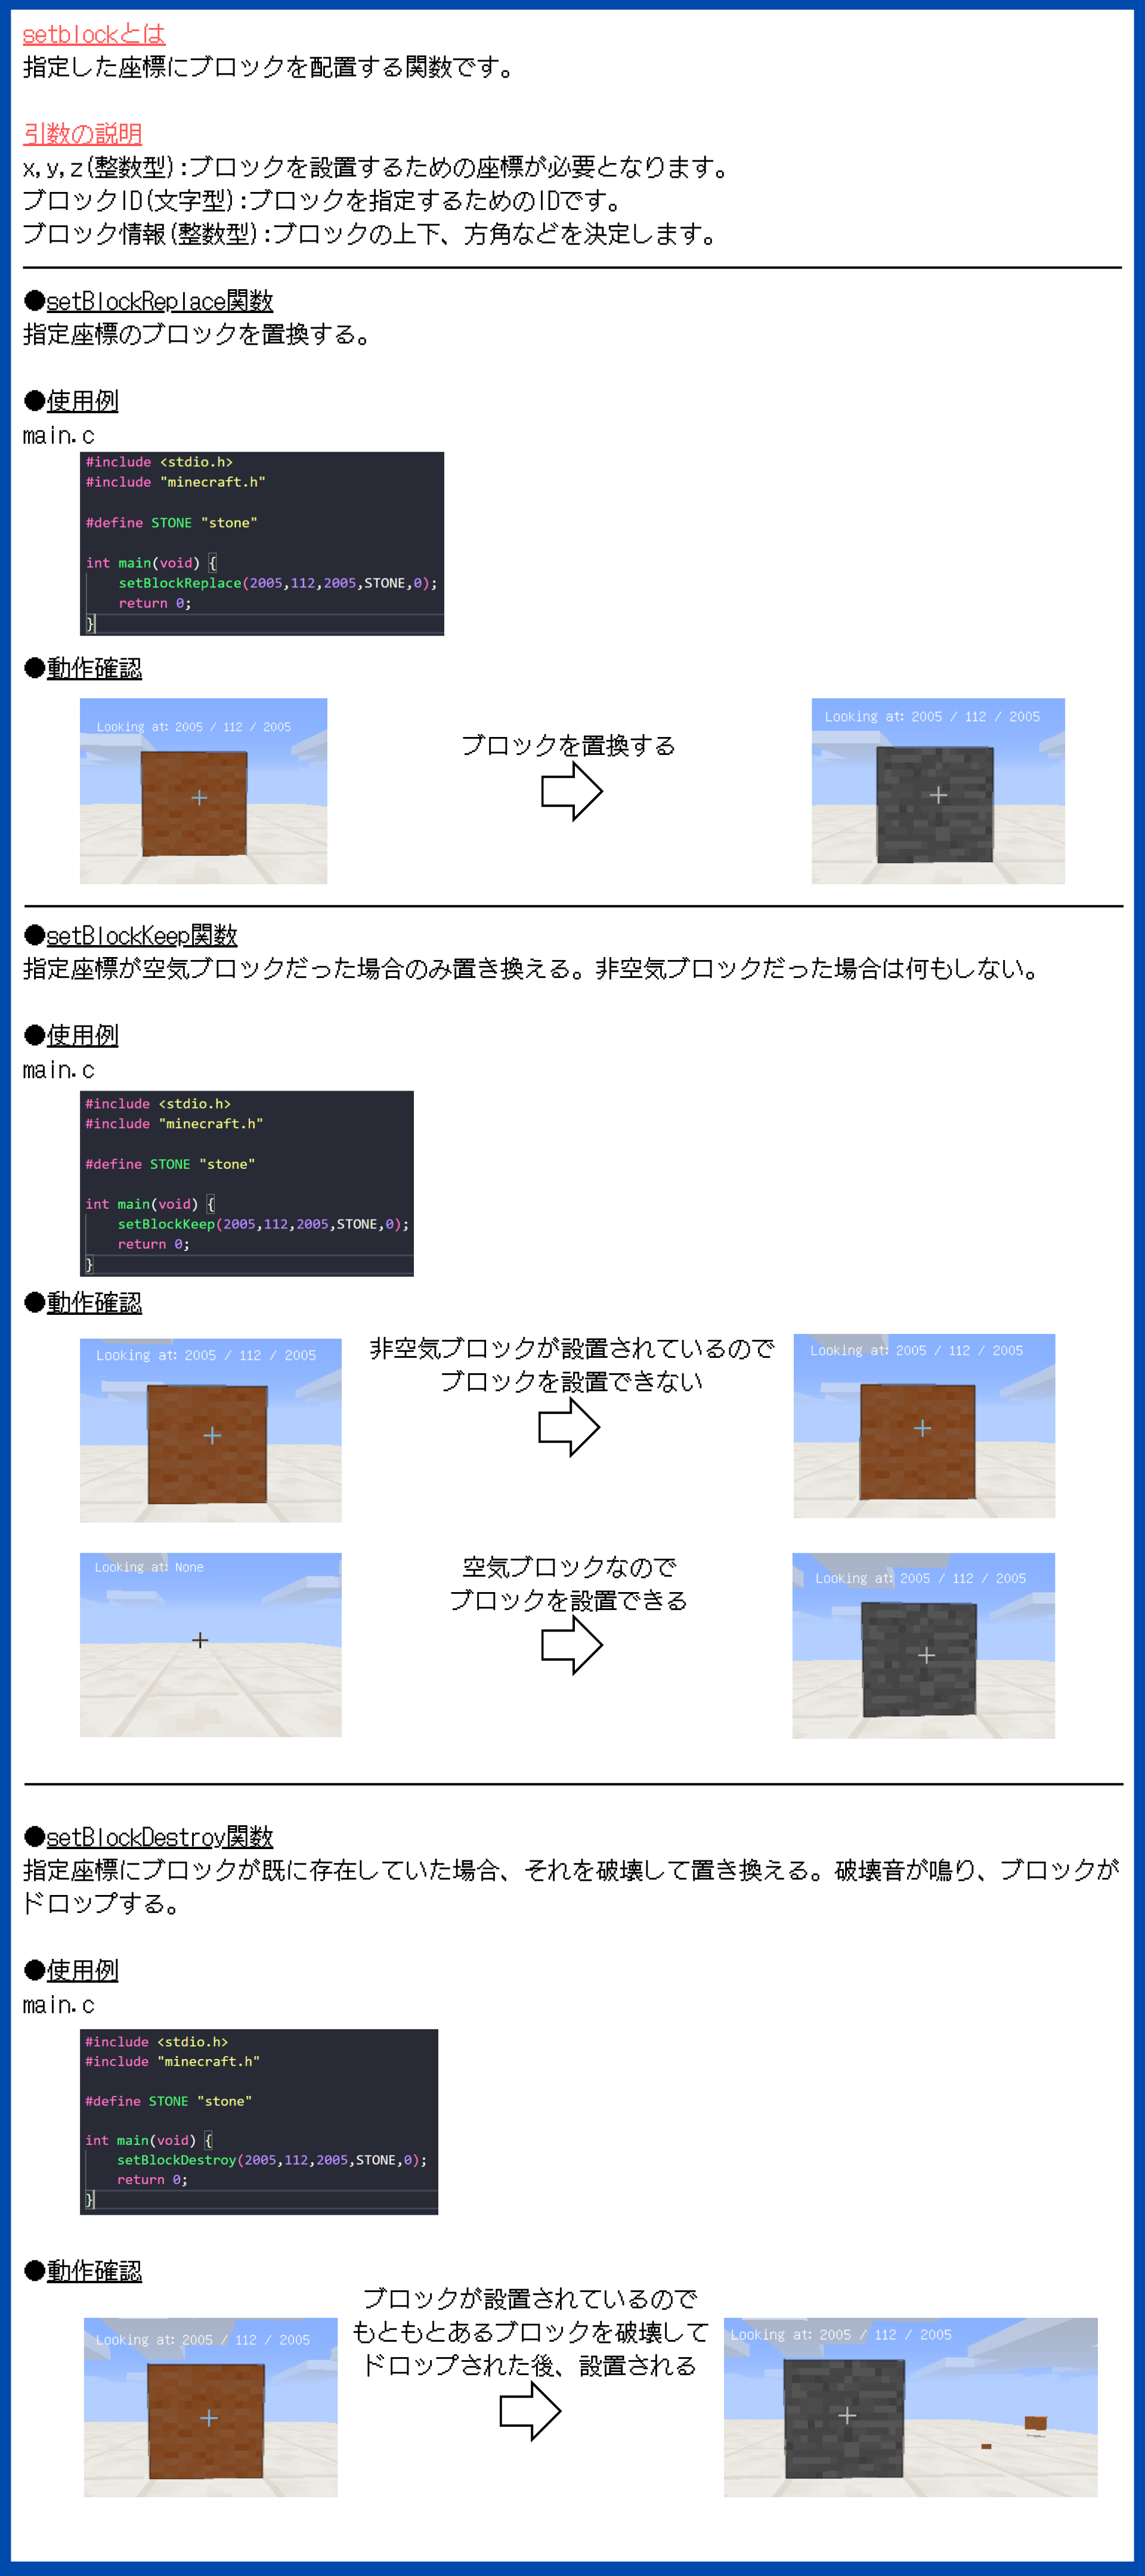 setblockとは
指定した座標にブロックを配置する関数です。
引数の説明
x,y,z(整数型):ブロックを設置するための座標が必要となります。
ブロックID(文字型):ブロックを指定するためのIDです。
ブロック情報(整数型):ブロックの上下、方角などを決定します。
●setBlockReplace関数
指定座標のブロックを置換する。
●使用例
main.c
#include <stdio.h>
#include "minecraft.h"
#define STONE "stone"
int main(void) {
setBlockReplace(2005,112,2005,STONE,0);
return 0;
}
●動作確認
Looking at: 2005 / 112 / 2005
ブロックを置換する
Looking at: 2005 / 112 / 2005
●setBlockKeep関数
指定座標が空気ブロックだった場合のみ置き換える。非空気ブロックだった場合は何もしない。
●使用例
main.c
#include <stdio.h>
#include "minecraft.h"
#define STONE "stone"
int main(void) {
setBlockKeep(2005,112,2005,STONE,0);
return 0;
}
●動作確認
Looking at: 2005 / 112 / 2005
非空気ブロックが設置されているので
ブロックを設置できない
Looking at: 2005 / 112 / 2005
Looking at: None
空気ブロックなので
ブロックを設置できる
Looking at: 2005 / 112 / 2005
●setBlockDestroy関数
指定座標にブロックが既に存在していた場合、それを破壊して置き換える。破壊音が鳴り、ブロックが
ドロップする。
●使用例
main.c
#include <stdio.h>
#include "minecraft.h"
#define STONE "stone"
int main(void) {
setBlockDestroy(2005,112,2005,STONE,0);
return 0;
}
●動作確認
Looking at: 2005 / 112 / 2005
ブロックが設置されているので
もともとあるブロックを破壊して
ドロップされた後、設置される
Looking at: 2005 / 112 / 2005